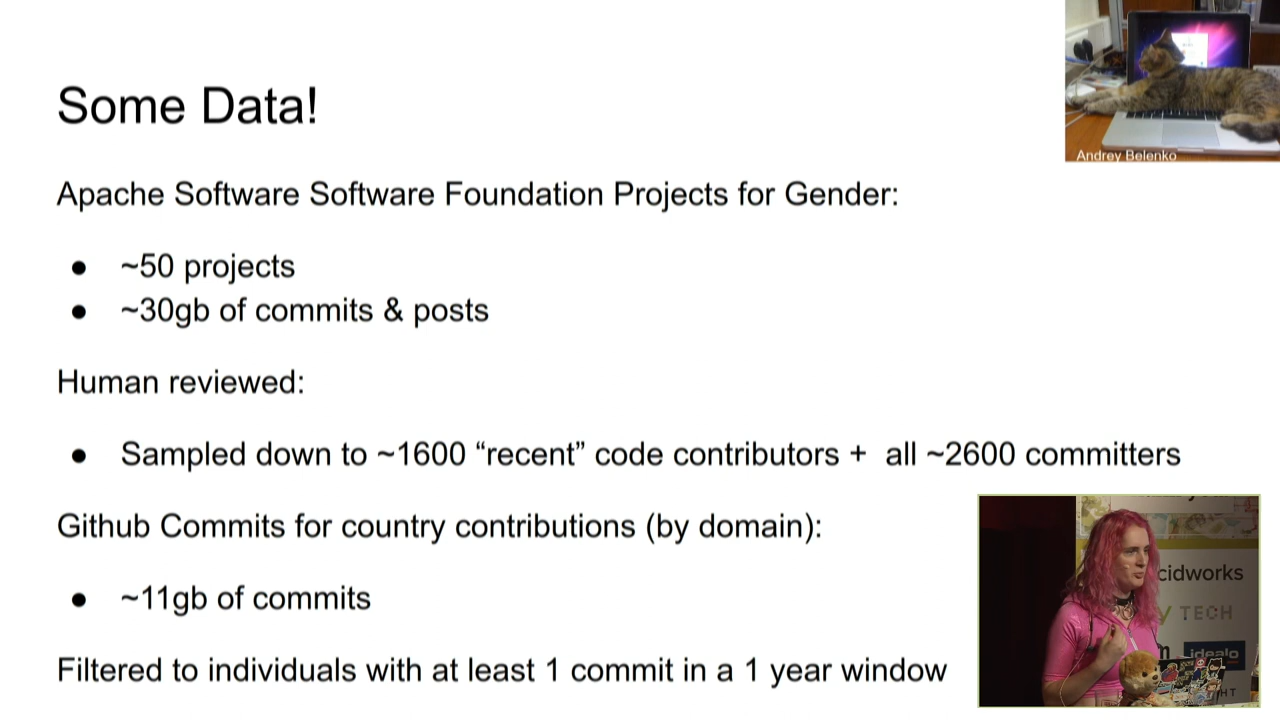 Andrey Belenko
Some Data!
Apache Software Software Foundation Projects for Gender:
● ~50 projects
● ~30gb of commits & posts
Human reviewed:
● Sampled down to ~1600 “recent” code contributors + all ~2600 committers
Github Commits for country contributions (by domain):
● ~11gb of commits
Filtered to individuals with at least 1 commit in a 1 year window
cidworks
TECH
idealo
HT